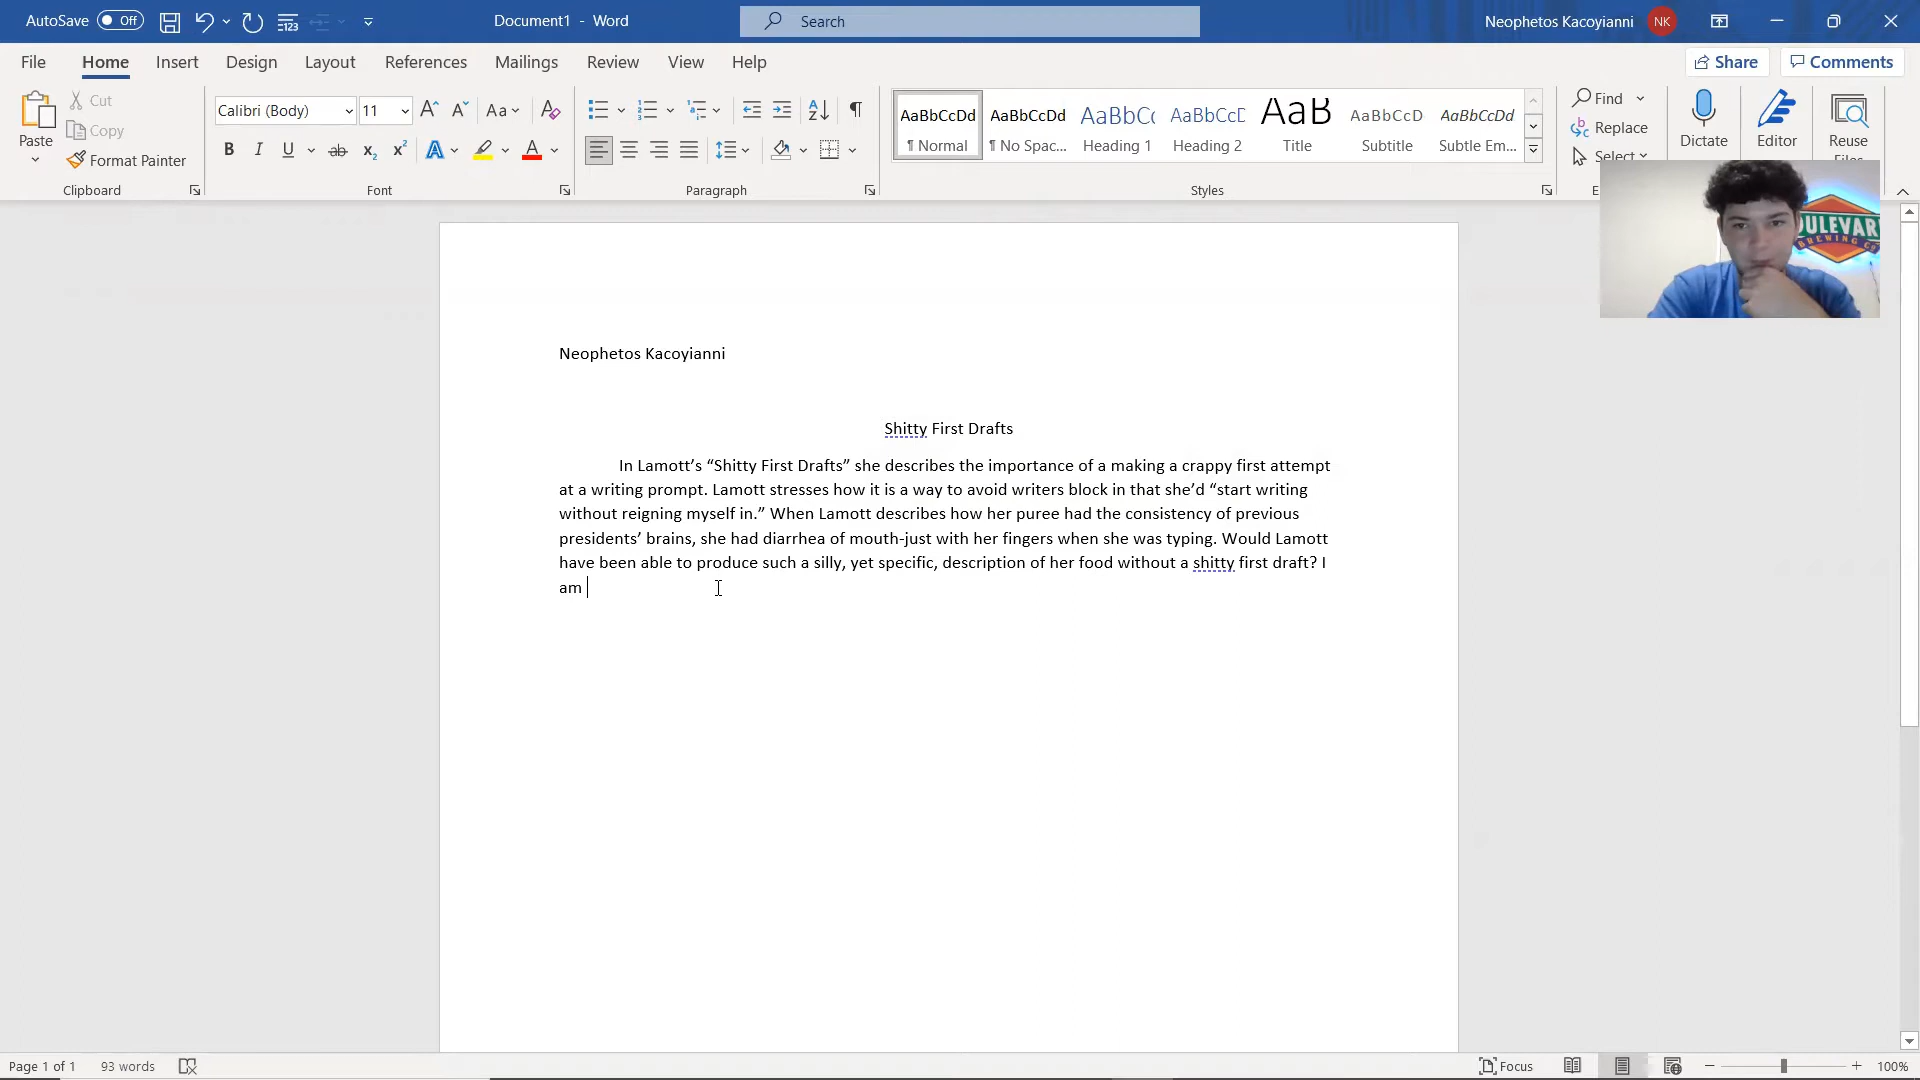 AutoSave Off Document1 - Word Search Neophetos Kacoyianni NK
File Home Insert Design Layout References Mailings Review View Help Share Comments
Paste Cut Copy Format Painter Clipboard
Calibri (Body) 11 Font
Paragraph
AaBbCcDd AaBbCcDd AaBbCc AaBbCcD AaB AaBbCcD AaBbCcDd
¶ Normal ¶ No Spac... Heading 1 Heading 2 Title Subtitle Subtle Em...
Styles
Find Replace Select
Dictate Editor Reuse Files
OULEVAR
BREWING CO
Neophetos Kacoyianni
Shitty First Drafts
In Lamott’s “Shitty First Drafts” she describes the importance of a making a crappy first attempt
at a writing prompt. Lamott stresses how it is a way to avoid writers block in that she’d “start writing
without reigning myself in.” When Lamott describes how her puree had the consistency of previous
presidents’ brains, she had diarrhea of mouth-just with her fingers when she was typing. Would Lamott
have been able to produce such a silly, yet specific, description of her food without a shitty first draft? I
am
Page 1 of 1 93 words Focus 100%